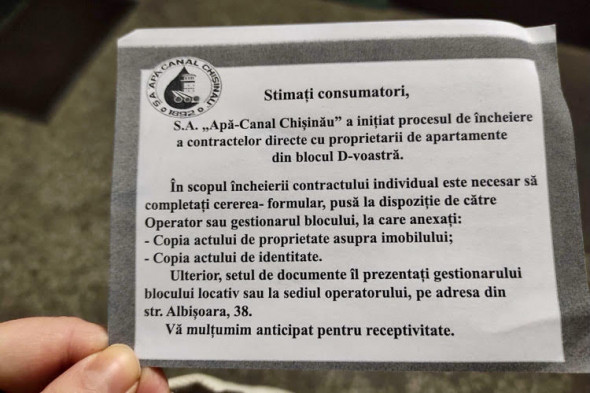 S.A. APĂ CANAL CHIŞINĂU
1892
Stimați consumatori,
S.A. „Apă-Canal Chișinău” a inițiat procesul de încheiere
a contractelor directe cu proprietarii de apartamente
din blocul D-voastră.
În scopul încheierii contractului individual este necesar să
completați cererea- formular, pusă la dispoziție de către
Operator sau gestionarul blocului, la care anexați:
- Copia actului de proprietate asupra imobilului;
- Copia actului de identitate.
Ulterior, setul de documente îl prezentați gestionarului
blocului locativ sau la sediul operatorului, pe adresa din
str. Albișoara, 38.
Vă mulțumim anticipat pentru receptivitate.